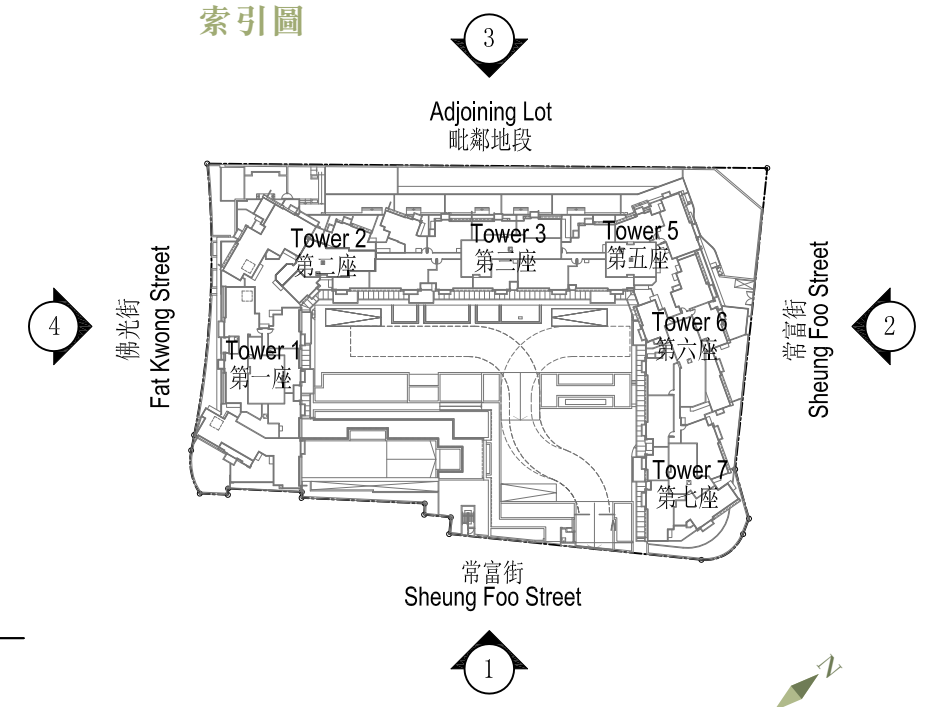 索引圖
3
Adjoining Lot
毗鄰地段
Tower 2
第二座
Tower 3
第三座
Tower 5
第五座
4
佛光街
Fat Kwong Street
Tower 1
第一座
Tower 6
第六座
常富街
Sheung Foo Street
2
Tower 7
第七座
常富街
Sheung Foo Street
1
N